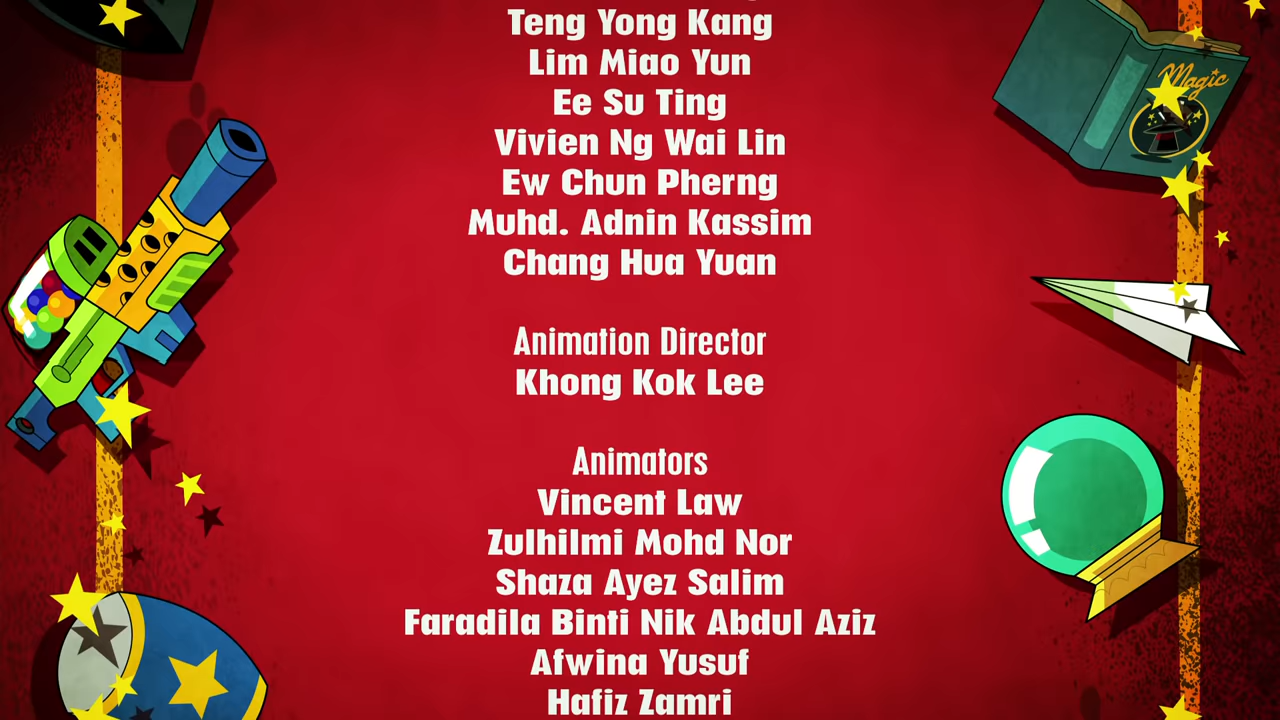 Teng Yong Kang
Lim Miao Yun
Ee Su Ting
Vivien Ng Wai Lin
Ew Chun Pherng
Muhd. Adnin Kassim
Chang Hua Yuan
Animation Director
Khong Kok Lee
Animators
Vincent Law
Zulhilmi Mohd Nor
Shaza Ayez Salim
Faradila Binti Nik Abdul Aziz
Afwina Yusuf
Hafiz Zamri
Magic